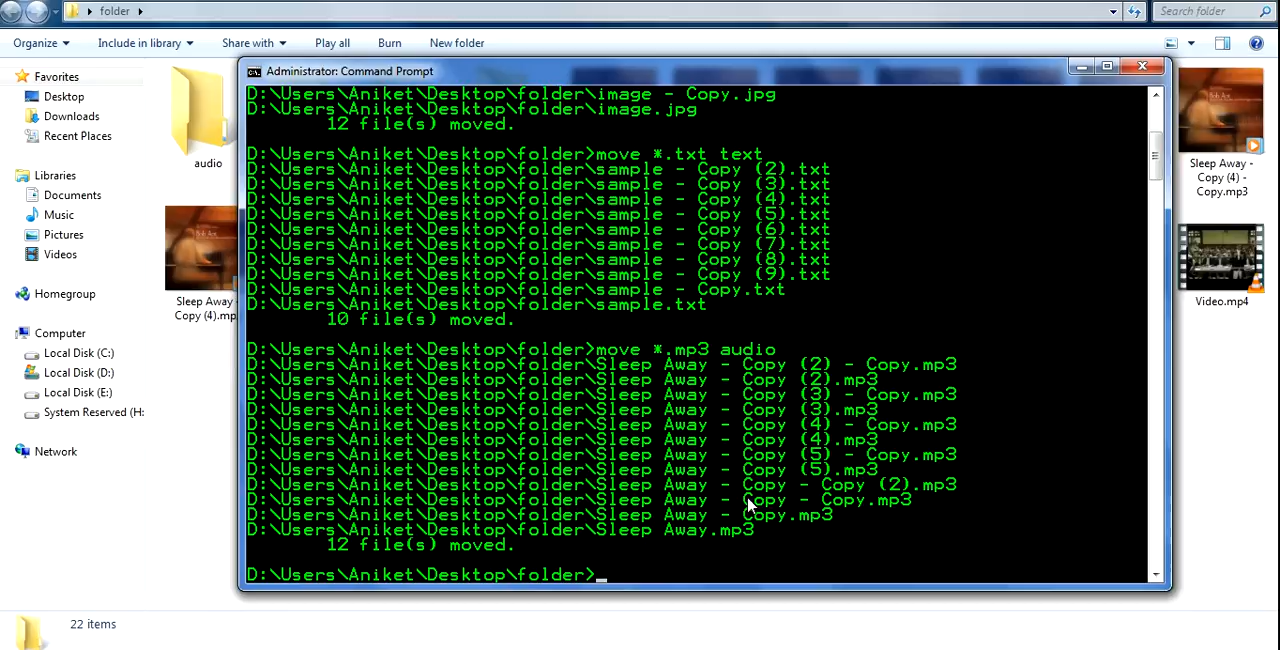 folder
Search folder
Organize
Include in library
Share with
Play all
Burn
New folder
Favorites
Desktop
Downloads
Recent Places
Libraries
Documents
Music
Pictures
Videos
Homegroup
Computer
Local Disk (C:)
Local Disk (D:)
Local Disk (E:)
System Reserved (H:
Network
audio
Sleep Away -
Copy (4).mp
Administrator: Command Prompt
D:\Users\Aniket\Desktop\folder\image - Copy.jpg
D:\Users\Aniket\Desktop\folder\image.jpg
12 file(s) moved.
D:\Users\Aniket\Desktop\folder>move *.txt text
D:\Users\Aniket\Desktop\folder\sample - Copy (2).txt
D:\Users\Aniket\Desktop\folder\sample - Copy (3).txt
D:\Users\Aniket\Desktop\folder\sample - Copy (4).txt
D:\Users\Aniket\Desktop\folder\sample - Copy (5).txt
D:\Users\Aniket\Desktop\folder\sample - Copy (6).txt
D:\Users\Aniket\Desktop\folder\sample - Copy (7).txt
D:\Users\Aniket\Desktop\folder\sample - Copy (8).txt
D:\Users\Aniket\Desktop\folder\sample - Copy (9).txt
D:\Users\Aniket\Desktop\folder\sample - Copy.txt
D:\Users\Aniket\Desktop\folder\sample.txt
10 file(s) moved.
D:\Users\Aniket\Desktop\folder>move *.mp3 audio
D:\Users\Aniket\Desktop\folder\Sleep Away - Copy (2) - Copy.mp3
D:\Users\Aniket\Desktop\folder\Sleep Away - Copy (2).mp3
D:\Users\Aniket\Desktop\folder\Sleep Away - Copy (3) - Copy.mp3
D:\Users\Aniket\Desktop\folder\Sleep Away - Copy (3).mp3
D:\Users\Aniket\Desktop\folder\Sleep Away - Copy (4) - Copy.mp3
D:\Users\Aniket\Desktop\folder\Sleep Away - Copy (4).mp3
D:\Users\Aniket\Desktop\folder\Sleep Away - Copy (5) - Copy.mp3
D:\Users\Aniket\Desktop\folder\Sleep Away - Copy (5).mp3
D:\Users\Aniket\Desktop\folder\Sleep Away - Copy - Copy (2).mp3
D:\Users\Aniket\Desktop\folder\Sleep Away - Copy - Copy.mp3
D:\Users\Aniket\Desktop\folder\Sleep Away - Copy.mp3
D:\Users\Aniket\Desktop\folder\Sleep Away.mp3
12 file(s) moved.
D:\Users\Aniket\Desktop\folder>_
Sleep Away -
Copy (4) -
Copy.mp3
Video.mp4
22 items